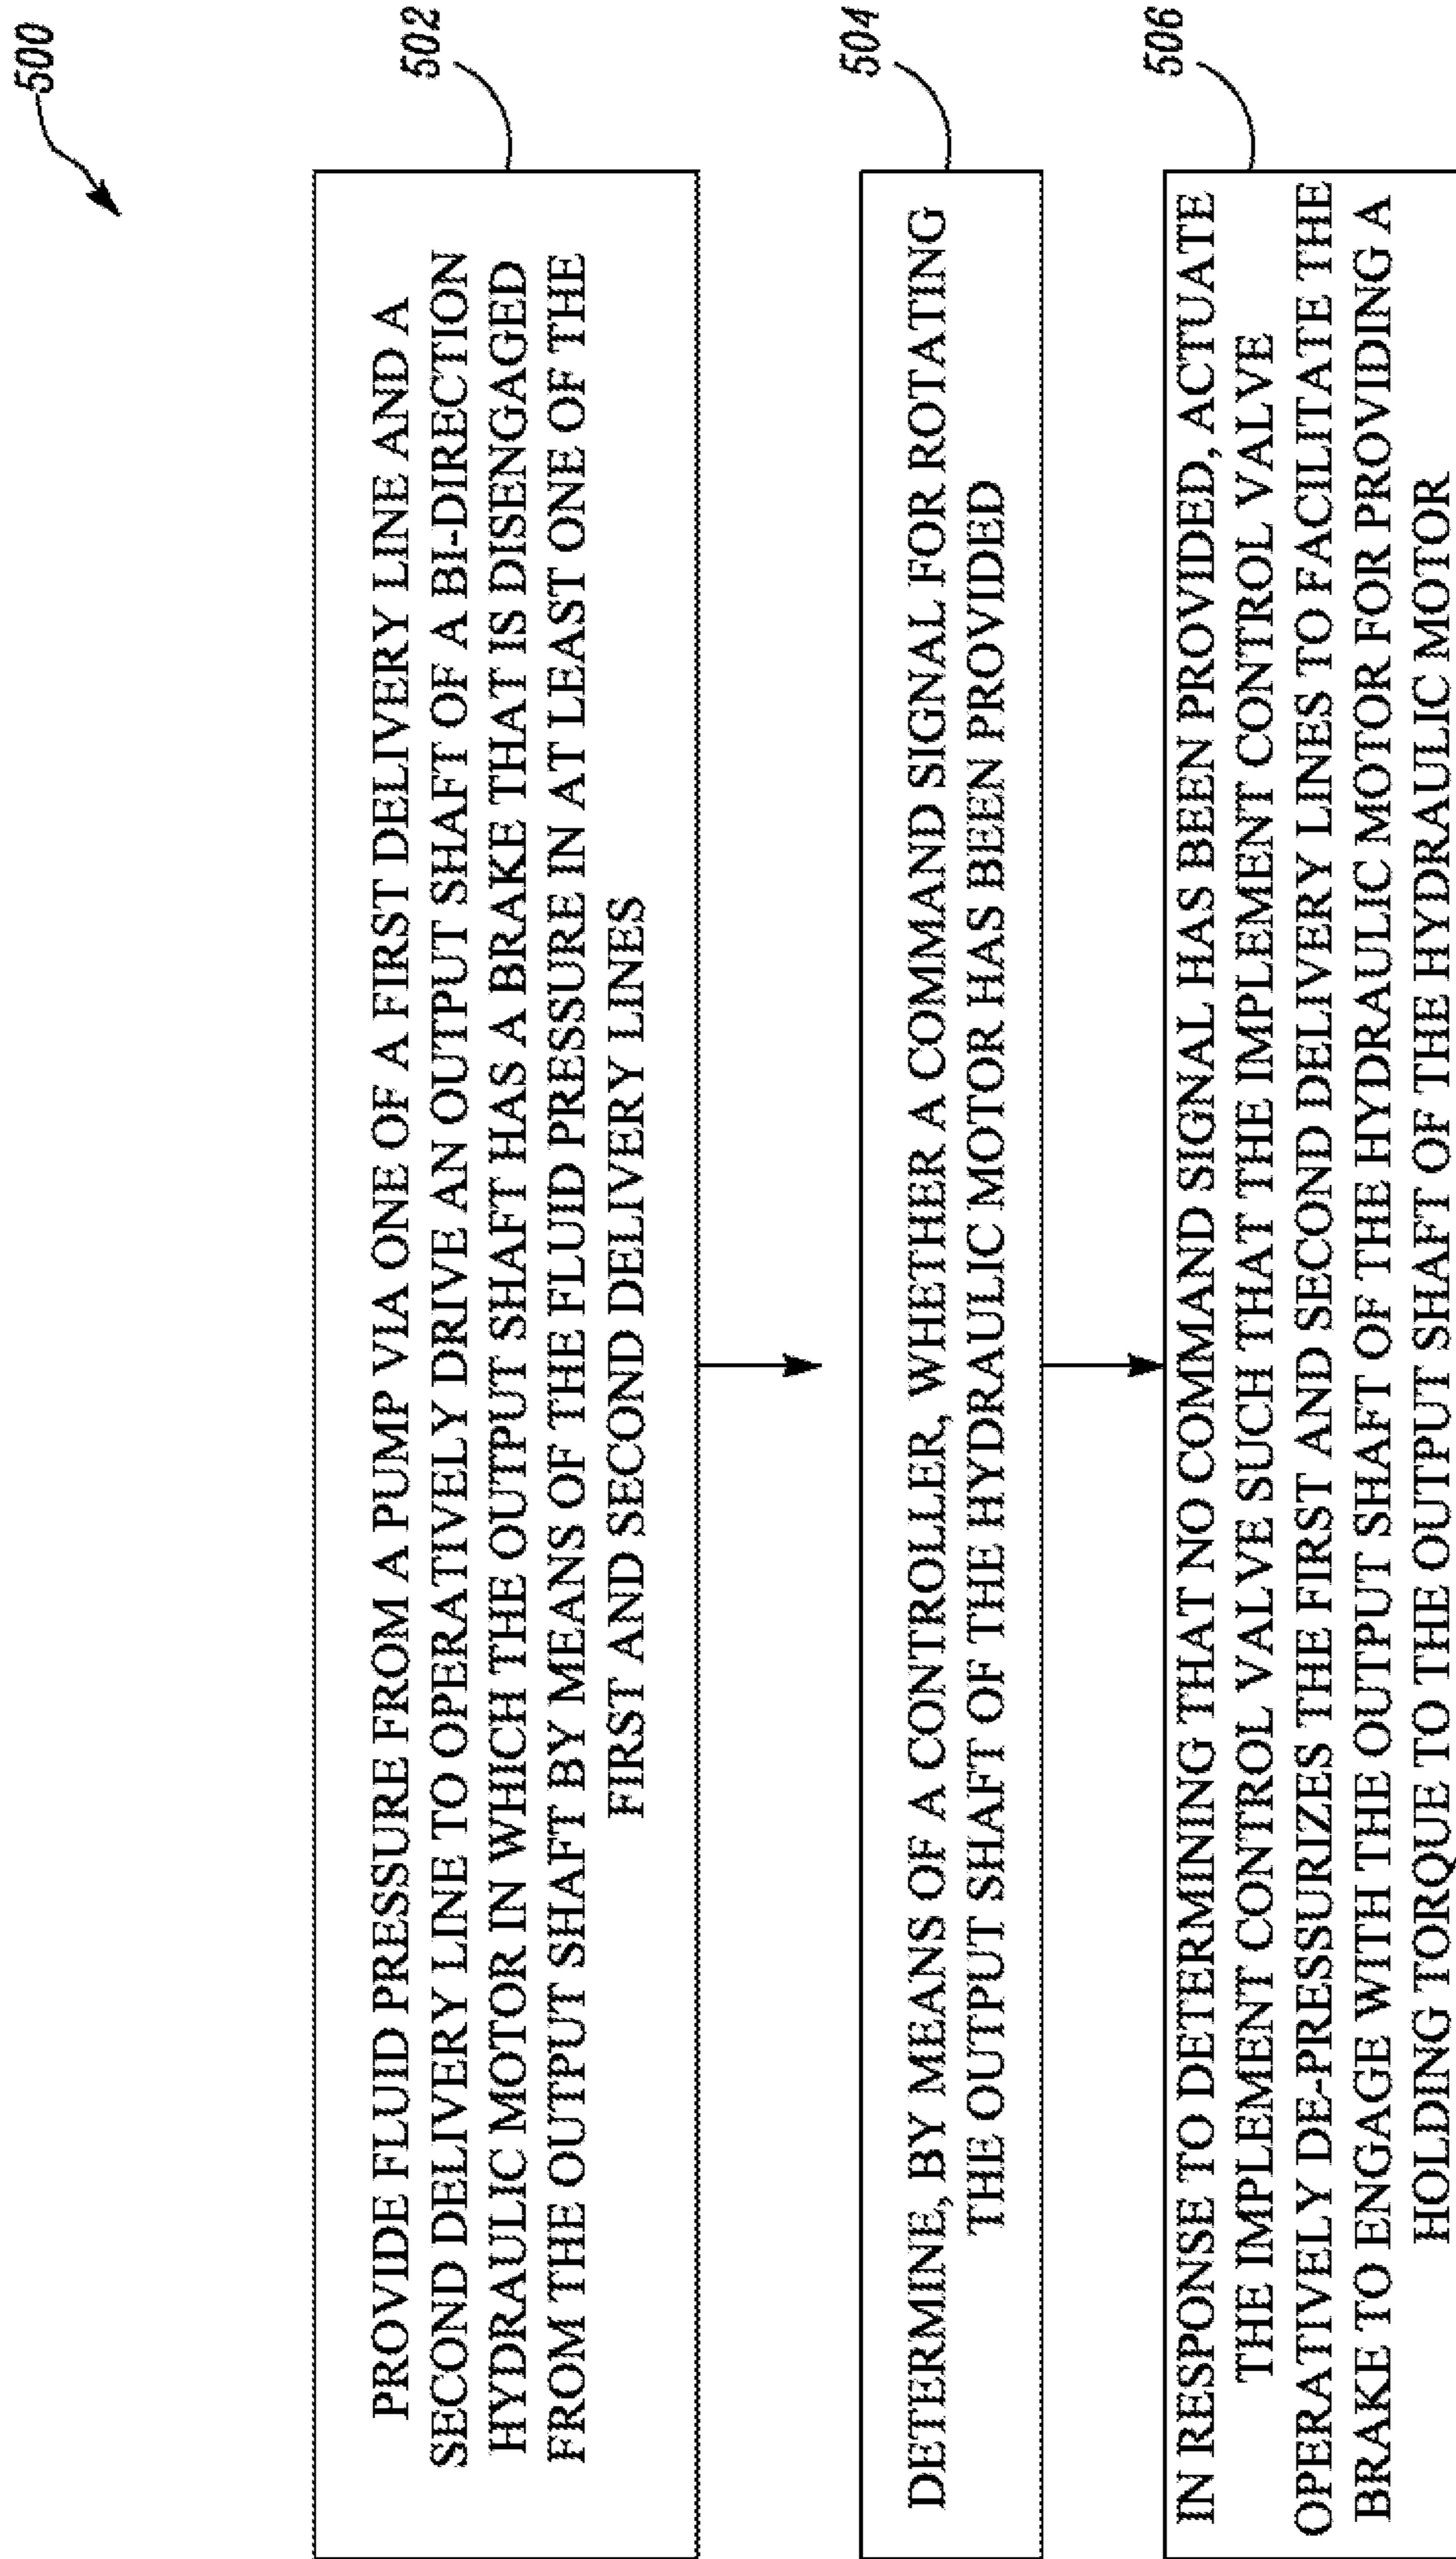 500
502
PROVIDE FLUID PRESSURE FROM A PUMP VIA ONE OF A FIRST DELIVERY LINE AND A
SECOND DELIVERY LINE TO OPERATIVELY DRIVE AN OUTPUT SHAFT OF A BI-DIRECTION
HYDRAULIC MOTOR IN WHICH THE OUTPUT SHAFT HAS A BRAKE THAT IS DISENGAGED
FROM THE OUTPUT SHAFT BY MEANS OF THE FLUID PRESSURE IN AT LEAST ONE OF THE
FIRST AND SECOND DELIVERY LINES
504
DETERMINE, BY MEANS OF A CONTROLLER, WHETHER A COMMAND SIGNAL FOR ROTATING
THE OUTPUT SHAFT OF THE HYDRAULIC MOTOR HAS BEEN PROVIDED
506
IN RESPONSE TO DETERMINING THAT NO COMMAND SIGNAL HAS BEEN PROVIDED, ACTUATE
THE IMPLEMENT CONTROL VALVE SUCH THAT THE IMPLEMENT CONTROL VALVE
OPERATIVELY DE-PRESSURIZES THE FIRST AND SECOND DELIVERY LINES TO FACILITATE THE
BRAKE TO ENGAGE WITH THE OUTPUT SHAFT OF THE HYDRAULIC MOTOR FOR PROVIDING A
HOLDING TORQUE TO THE OUTPUT SHAFT OF THE HYDRAULIC MOTOR